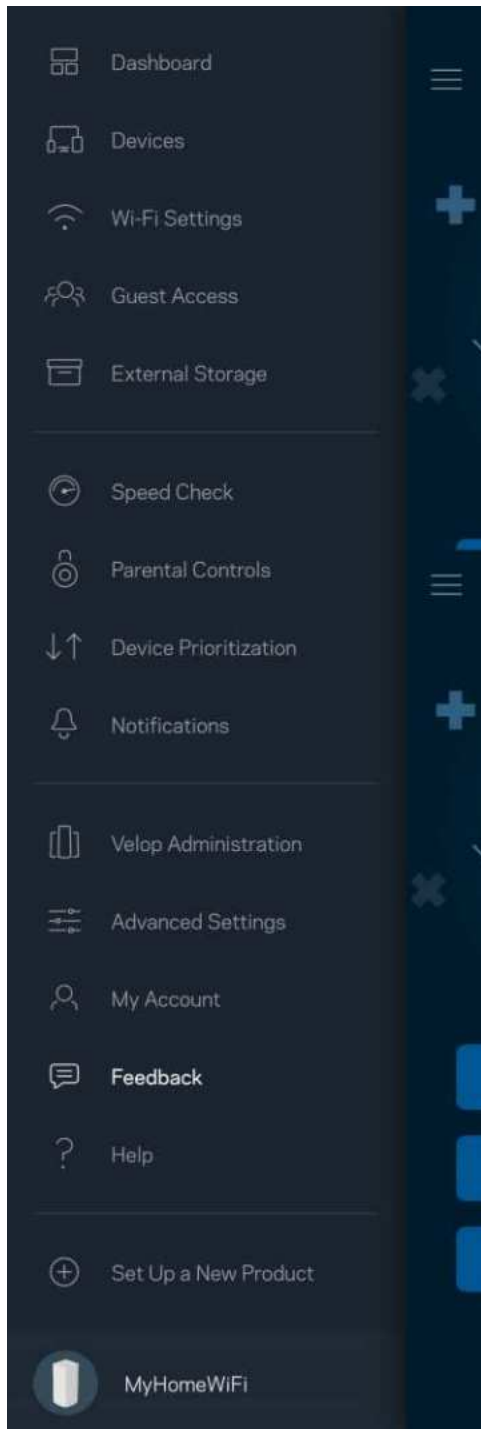 Dashboard
Devices
Wi-Fi Settings
Guest Access
External Storage
Speed Check
Parental Controls
Device Prioritization
Notifications
Velop Administration
Advanced Settings
My Account
Feedback
Help
Set Up a New Product
MyHomeWiFi